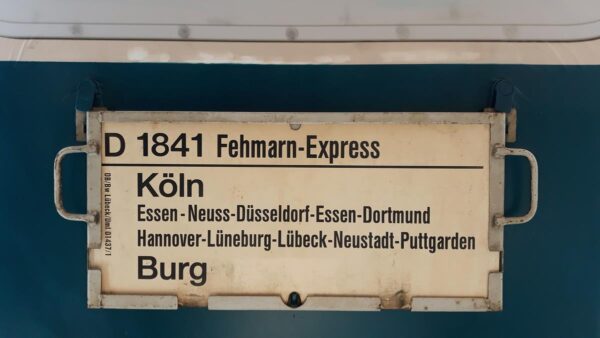 D 1841 Fehmarn-Express
Köln
Essen-Neuss-Düsseldorf-Essen-Dortmund
Hannover-Lüneburg-Lübeck-Neustadt-Puttgarden
Burg